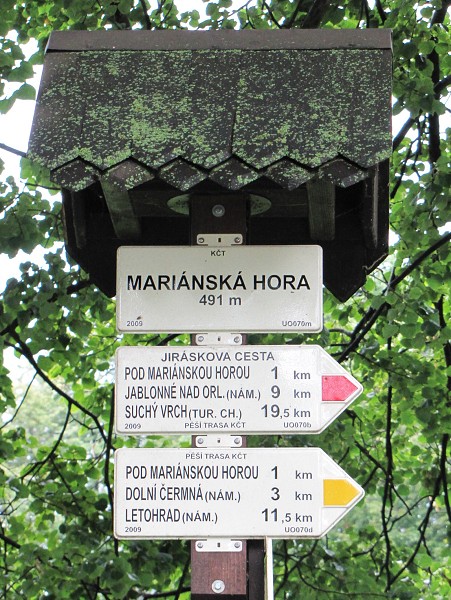 KČT
MARIÁNSKÁ HORA
491 m
2009 UO070m
JIRÁSKOVA CESTA
POD MARIÁNSKOU HOROU 1 km
JABLONNÉ NAD ORL.(NÁM.) 9 km
SUCHÝ VRCH(TUR. CH.) 19,5 km
2009 PĚŠÍ TRASA KČT UO070b
PĚŠÍ TRASA KČT
POD MARIÁNSKOU HOROU 1 km
DOLNÍ ČERMNÁ(NÁM.) 3 km
LETOHRAD(NÁM.) 11,5 km
2009 UO070d